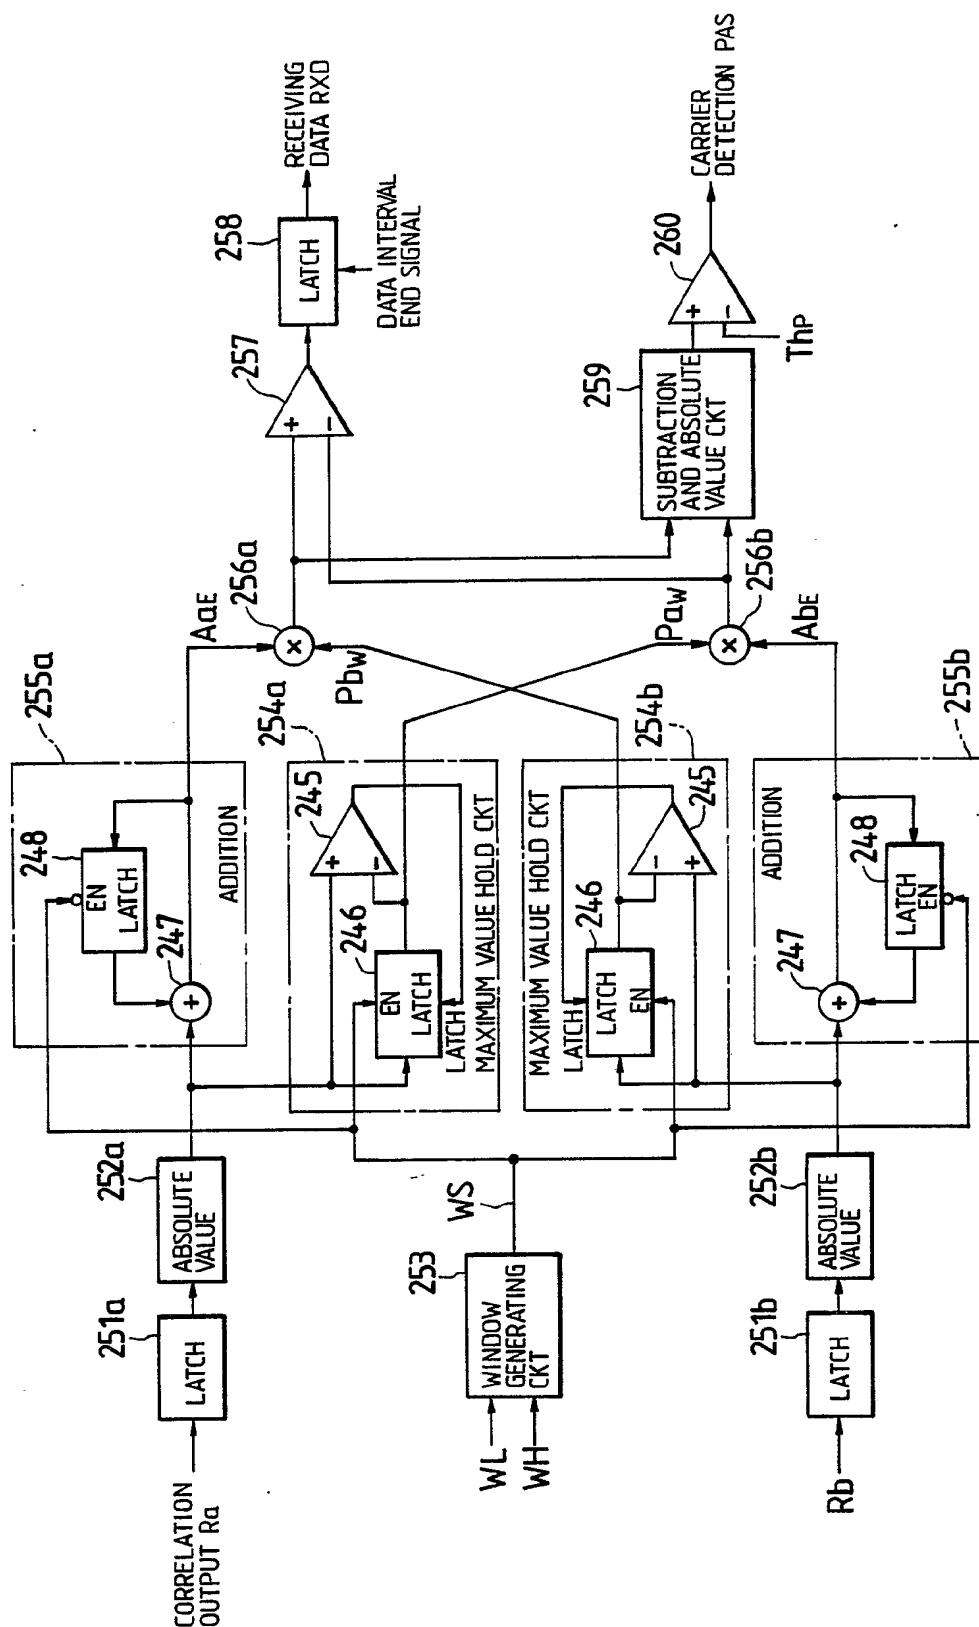 CORRELATION
OUTPUT Ra
251a
LATCH
252a
ABSOLUTE
VALUE
255a
248
EN
LATCH
247
+
ADDITION
AaE
256a
×
257
+
−
258
LATCH
RECEIVING
DATA RXD
DATA INTERVAL
END SIGNAL
254a
245
+
−
246
EN
LATCH
LATCH
MAXIMUM VALUE HOLD CKT
PbW
WL
WH
253
WINDOW
GENERATING
CKT
WS
MAXIMUM VALUE HOLD CKT
254b
LATCH
246
LATCH
EN
−
+
245
PaW
259
SUBTRACTION
AND ABSOLUTE
VALUE CKT
260
+
−
ThP
CARRIER
DETECTION PAS
256b
×
AbE
Rb
251b
LATCH
252b
ABSOLUTE
VALUE
ADDITION
247
+
248
LATCH
EN
255b